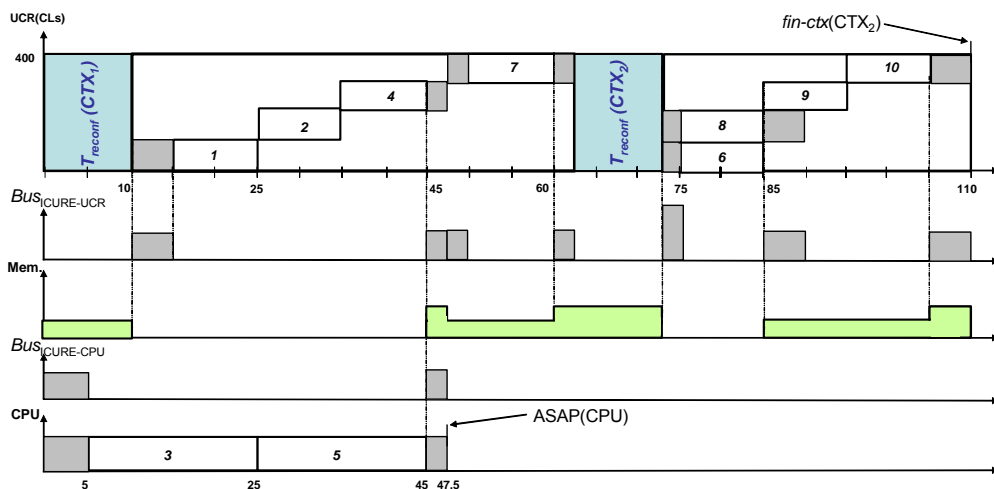 UCR(CLs)
fin-ctx(CTX2)
400
Treconf (CTX1)
1
2
4
7
Treconf (CTX2)
8
6
9
10
10 25 45 60 75 85 110
BusICURE-UCR
Mem.
BusICURE-CPU
CPU
ASAP(CPU)
3
5
5 25 45 47.5